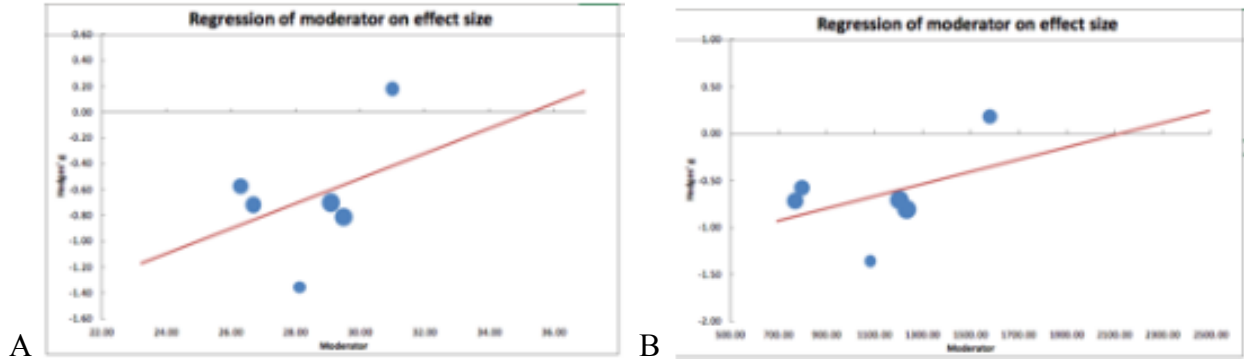 Regression of moderator on effect size
0.60
0.40
0.20
0.00
-0.20
-0.40
-0.60
-0.80
-1.00
-1.20
-1.40
-1.60
Hedges' g
22.00 24.00 26.00 28.00 30.00 32.00 34.00 36.00
Moderator
A
Regression of moderator on effect size
1.00
0.50
0.00
-0.50
-1.00
-1.50
-2.00
Hedges' g
500.00 700.00 900.00 1100.00 1300.00 1500.00 1700.00 1900.00 2100.00 2300.00 2500.00
Moderator
B